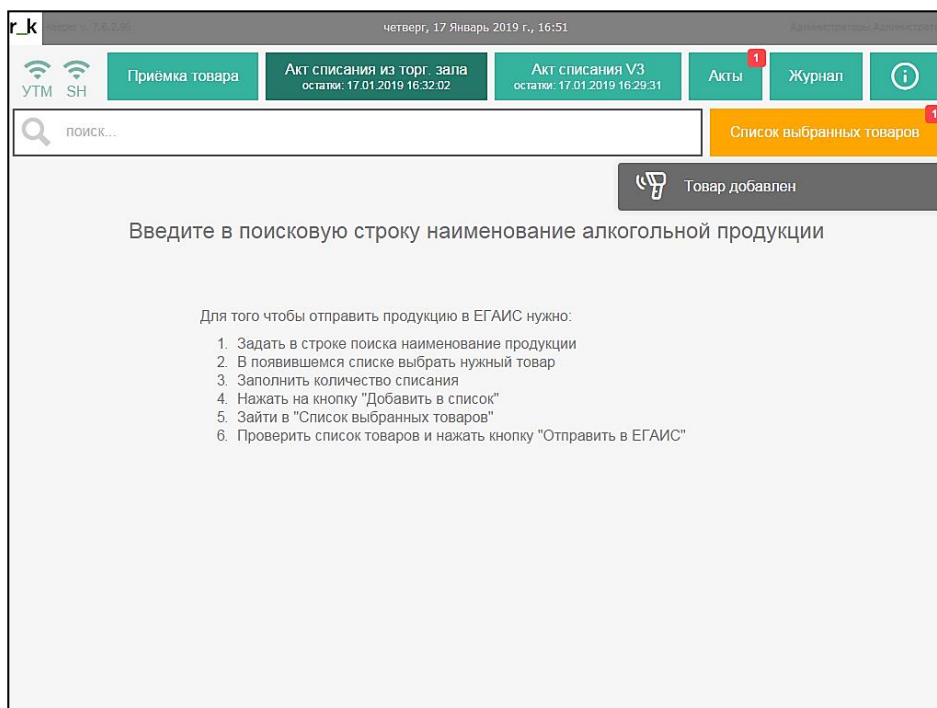 r_k
четверг, 17 Январь 2019 г., 16:51
УТМ SH
Приёмка товара
Акт списания из торг. зала
остатки: 17.01.2019 16:32:02
Акт списания V3
остатки: 17.01.2019 16:29:31
Акты
1
Журнал
поиск...
Список выбранных товаров
1
Товар добавлен
Введите в поисковую строку наименование алкогольной продукции
Для того чтобы отправить продукцию в ЕГАИС нужно:
1. Задать в строке поиска наименование продукции
2. В появившемся списке выбрать нужный товар
3. Заполнить количество списания
4. Нажать на кнопку "Добавить в список"
5. Зайти в "Список выбранных товаров"
6. Проверить список товаров и нажать кнопку "Отправить в ЕГАИС"